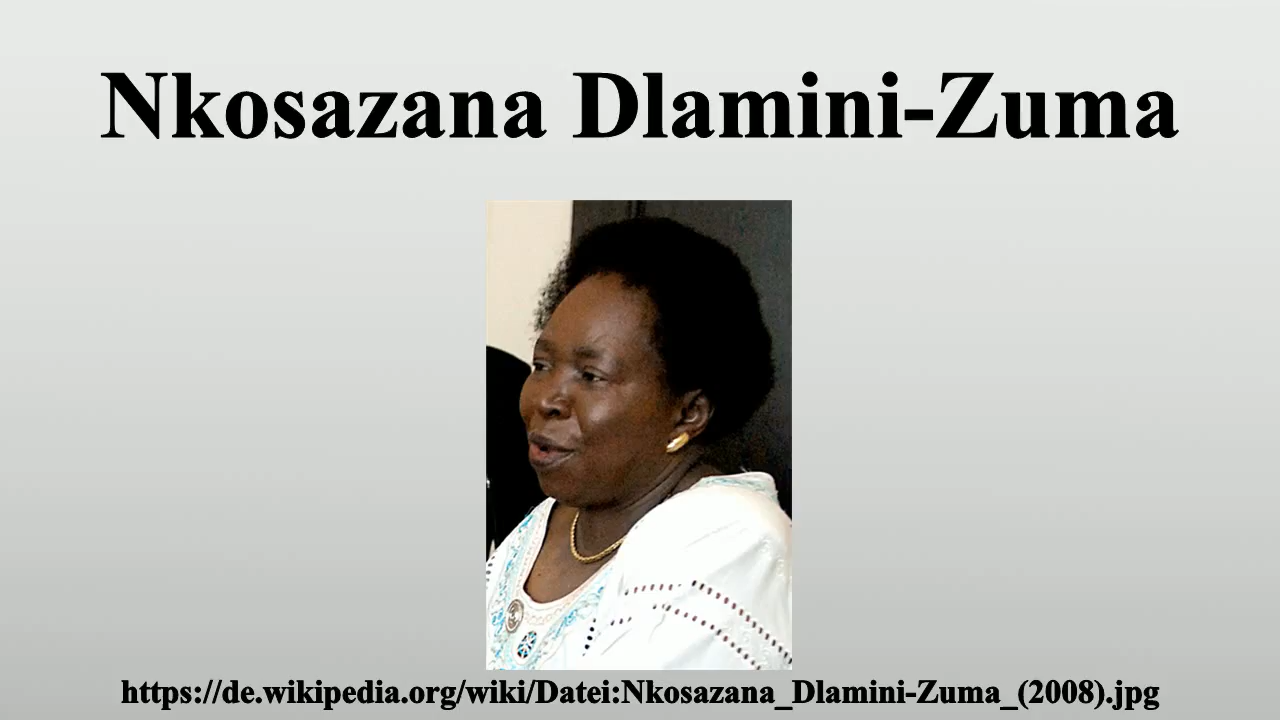 Nkosazana Dlamini-Zuma
https://de.wikipedia.org/wiki/Datei:Nkosazana_Dlamini-Zuma_(2008).jpg